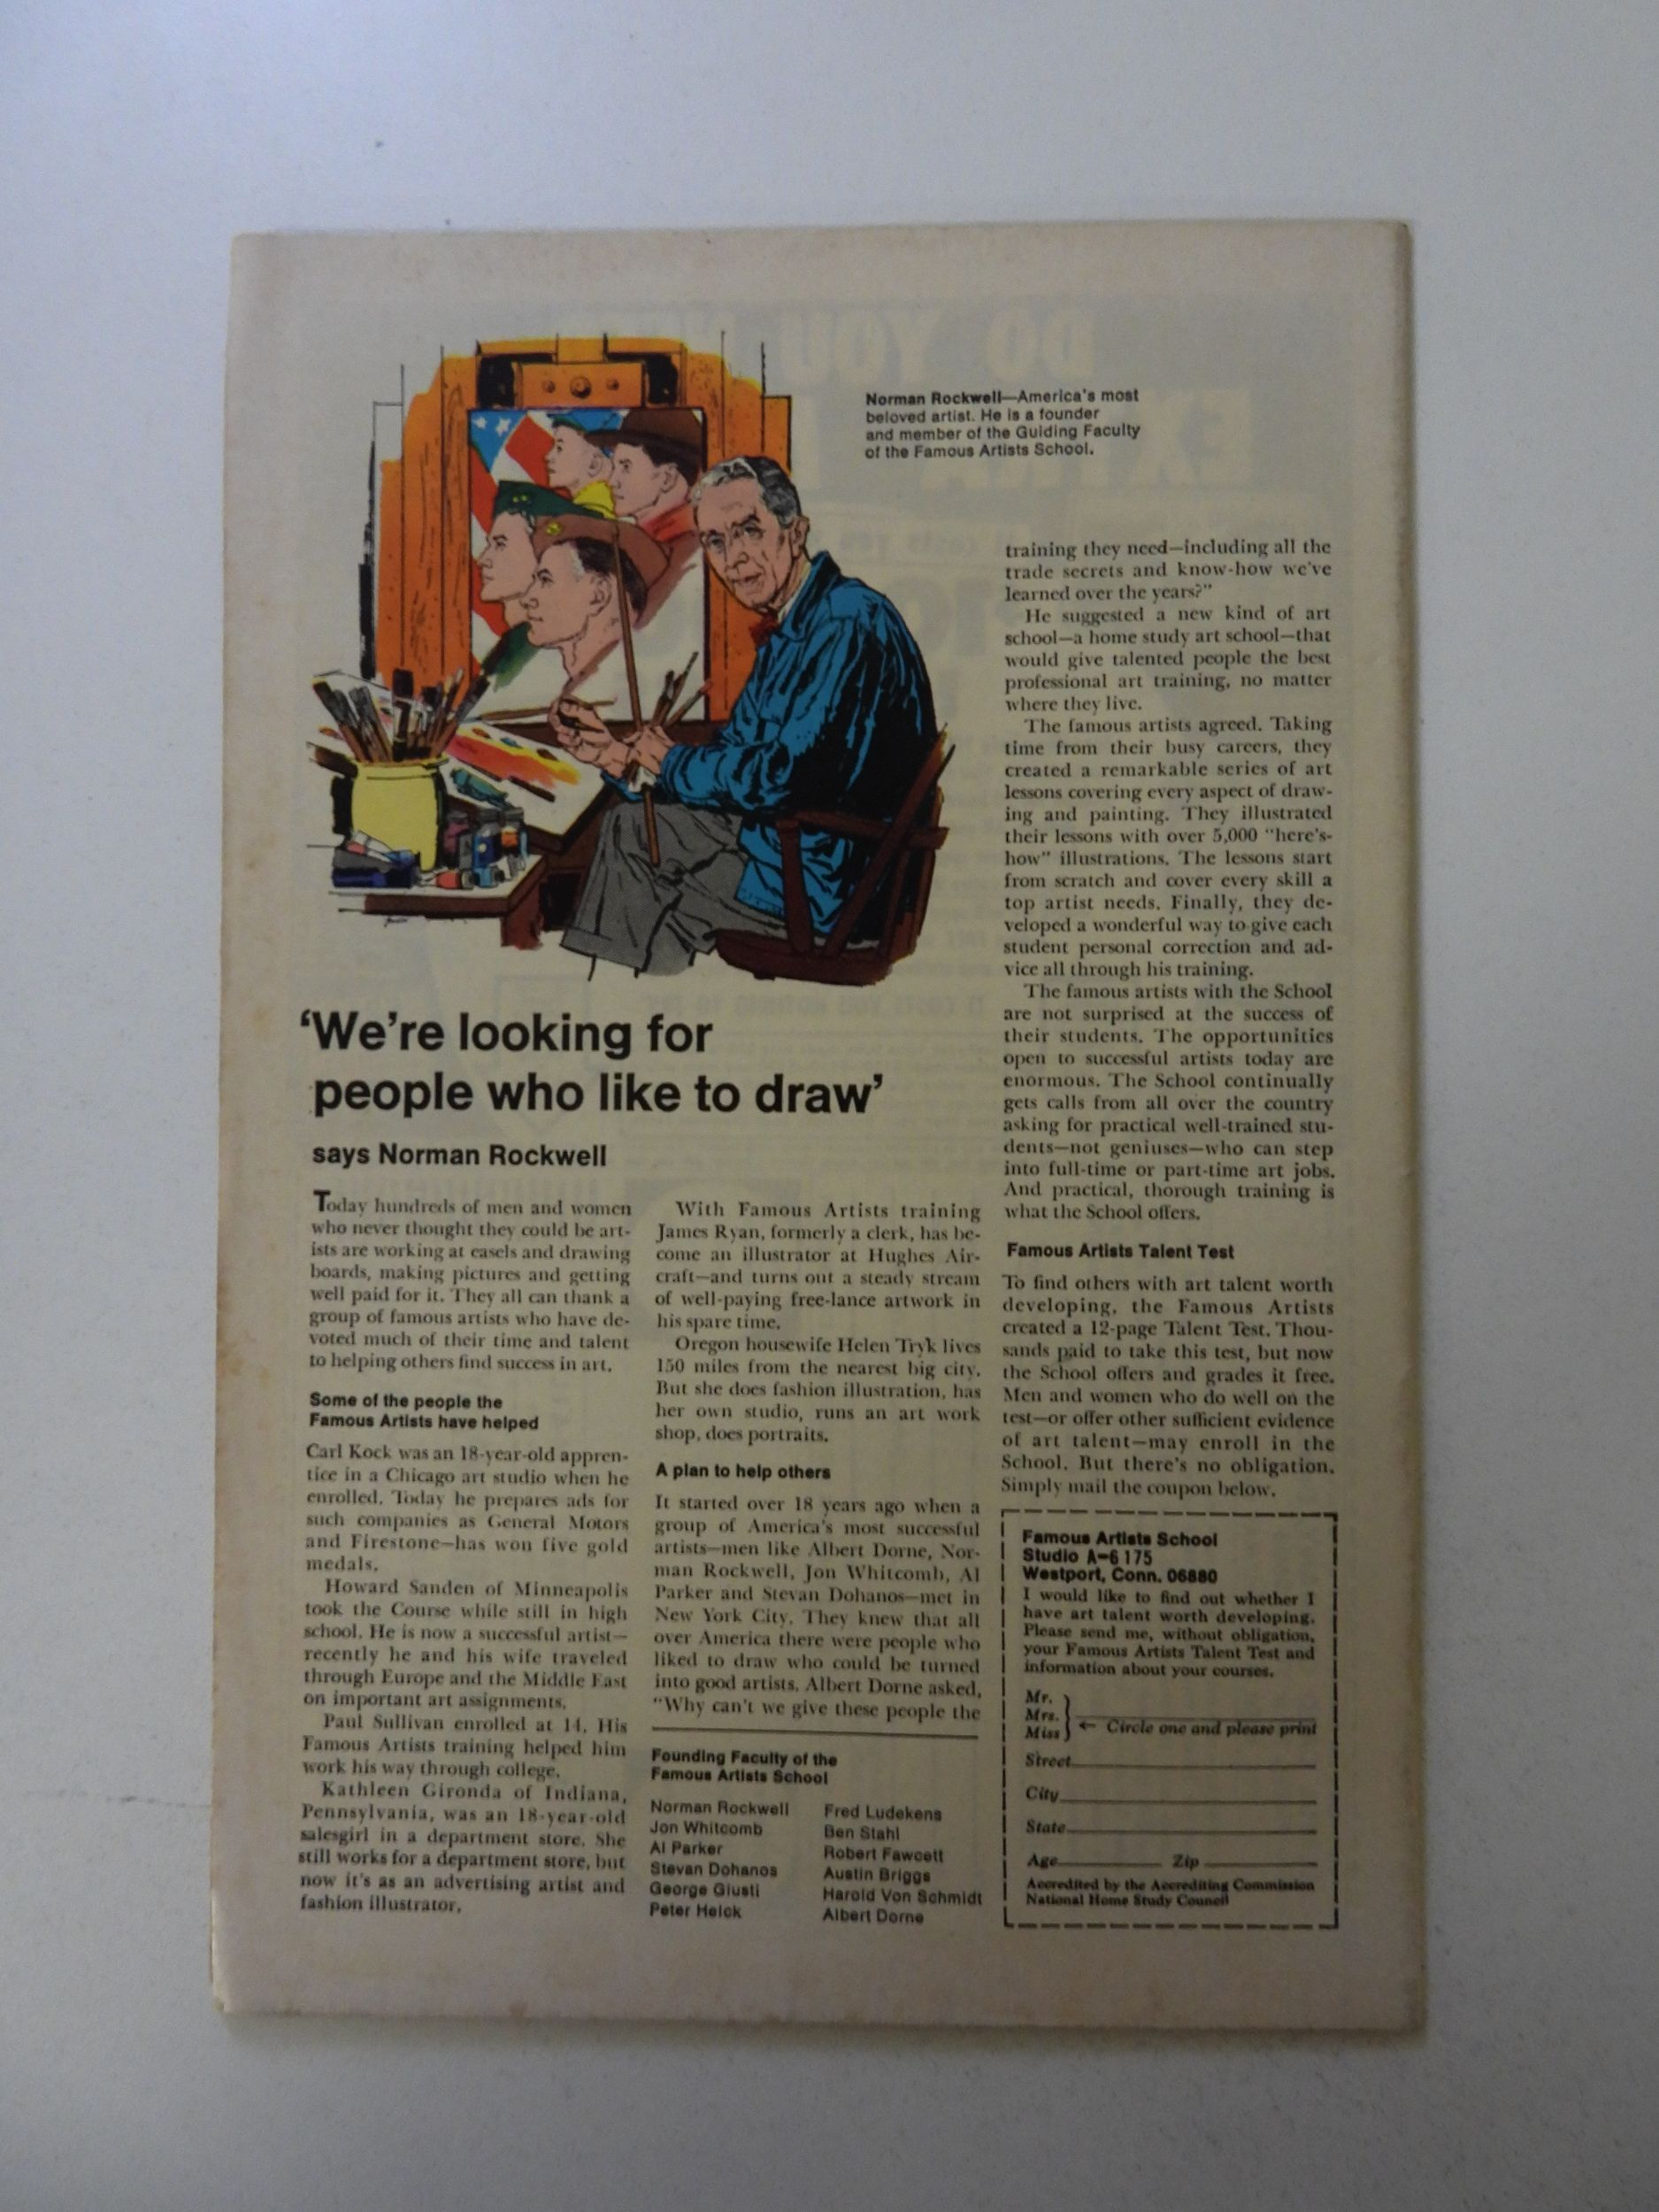 Norman Rockwell—America's most
beloved artist. He is a founder
and member of the Guiding Faculty
of the Famous Artists School.
'We're looking for
people who like to draw'
says Norman Rockwell
Today hundreds of men and women
who never thought they could be art-
ists are working at easels and drawing
boards, making pictures and getting
well paid for it. They all can thank a
group of famous artists who have de-
voted much of their time and talent
to helping others find success in art.
Some of the people the
Famous Artists have helped
Carl Kock was an 18-year-old appren-
tice in a Chicago art studio when he
enrolled. Today he prepares ads for
such companies as General Motors
and Firestone—has won five gold
medals.
Howard Sanden of Minneapolis
took the Course while still in high
school. He is now a successful artist—
recently he and his wife traveled
through Europe and the Middle East
on important art assignments.
Paul Sullivan enrolled at 14. His
Famous Artists training helped him
work his way through college.
Kathleen Gironda of Indiana,
Pennsylvania, was an 18-year-old
salesgirl in a department store. She
still works for a department store, but
now it's as an advertising artist and
fashion illustrator.
With Famous Artists training
James Ryan, formerly a clerk, has be-
come an illustrator at Hughes Air-
craft—and turns out a steady stream
of well-paying free-lance artwork in
his spare time.
Oregon housewife Helen Tryk lives
150 miles from the nearest big city.
But she does fashion illustration, has
her own studio, runs an art work
shop, does portraits.
A plan to help others
It started over 18 years ago when a
group of America's most successful
artists—men like Albert Dorne, Nor-
man Rockwell, Jon Whitcomb, Al
Parker and Stevan Dohanos—met in
New York City. They knew that all
over America there were people who
liked to draw who could be turned
into good artists. Albert Dorne asked,
"Why can't we give these people the
Founding Faculty of the
Famous Artists School
Norman Rockwell
Jon Whitcomb
Al Parker
Stevan Dohanos
George Giusti
Peter Helck
Fred Ludekens
Ben Stahl
Robert Fawcett
Austin Briggs
Harold Von Schmidt
Albert Dorne
training they need—including all the
trade secrets and know-how we've
learned over the years?"
He suggested a new kind of art
school—a home study art school—that
would give talented people the best
professional art training, no matter
where they live.
The famous artists agreed. Taking
time from their busy careers, they
created a remarkable series of art
lessons covering every aspect of draw-
ing and painting. They illustrated
their lessons with over 5,000 "here's-
how" illustrations. The lessons start
from scratch and cover every skill a
top artist needs. Finally, they de-
veloped a wonderful way to give each
student personal correction and ad-
vice all through his training.
The famous artists with the School
are not surprised at the success of
their students. The opportunities
open to successful artists today are
enormous. The School continually
gets calls from all over the country
asking for practical well-trained stu-
dents—not geniuses—who can step
into full-time or part-time art jobs.
And practical, thorough training is
what the School offers.
Famous Artists Talent Test
To find others with art talent worth
developing, the Famous Artists
created a 12-page Talent Test. Thou-
sands paid to take this test, but now
the School offers and grades it free.
Men and women who do well on the
test—or offer other sufficient evidence
of art talent—may enroll in the
School. But there's no obligation.
Simply mail the coupon below.
Famous Artists School
Studio A-6175
Westport, Conn. 06880
I would like to find out whether I
have art talent worth developing.
Please send me, without obligation,
your Famous Artists Talent Test and
information about your courses.
Mr.
Mrs.
Miss ← Circle one and please print
Street
City
State
Age Zip
Accredited by the Accrediting Commission
National Home Study Council